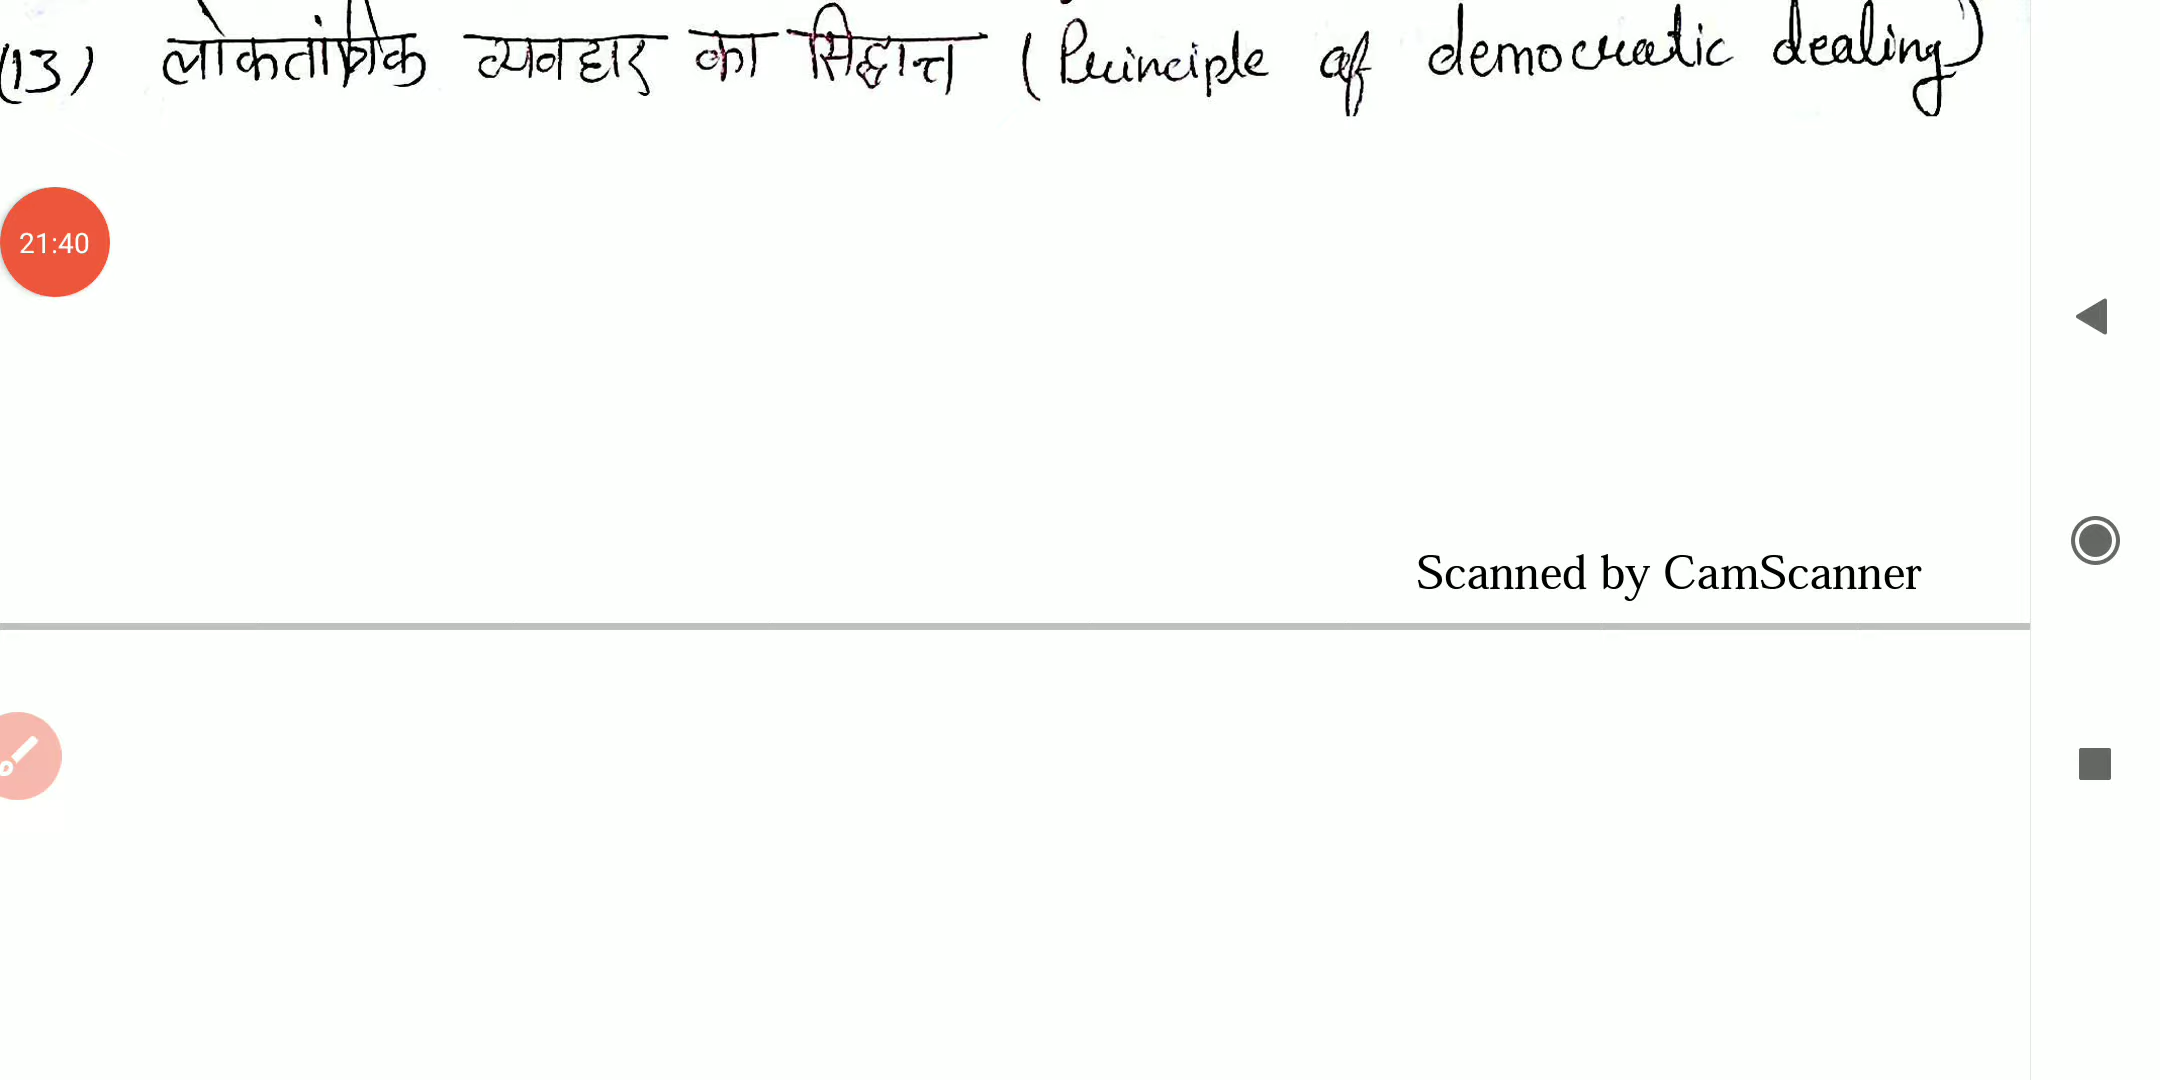 (13) लोकतांत्रिक व्यवहार का सिद्धान्त (Principle of democratic dealing)
21:40
Scanned by CamScanner